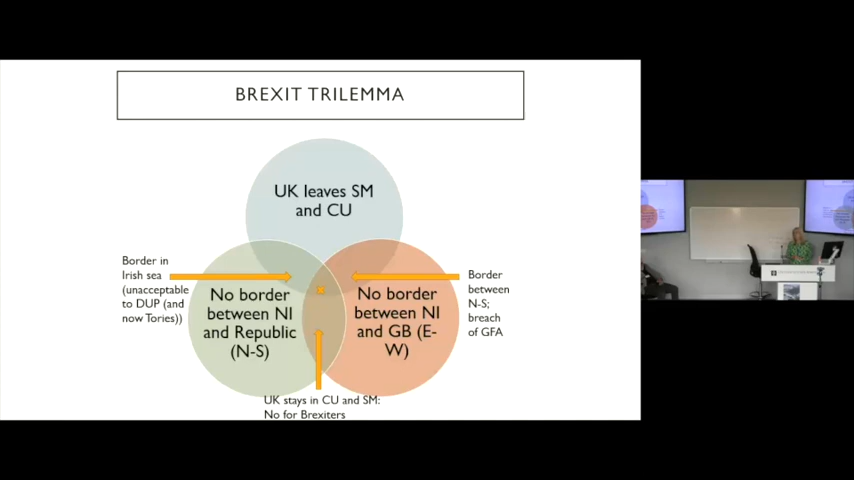 BREXIT TRILEMMA
UK leaves SM
and CU
Border in
Irish sea
(unacceptable
to DUP (and
now Tories))
No border
between NI
and Republic
(N-S)
No border
between NI
and GB (E-
W)
Border
between
N-S;
breach
of GFA
UK stays in CU and SM:
No for Brexiters